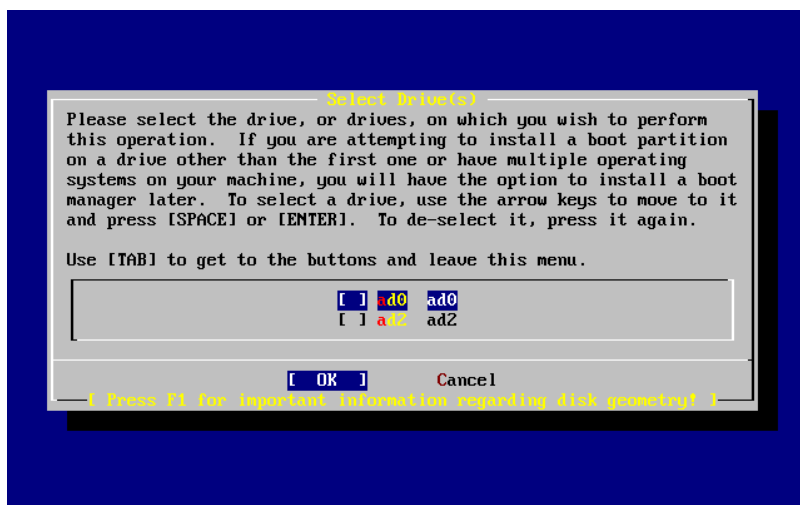 Select Drive(s)
Please select the drive, or drives, on which you wish to perform
this operation.  If you are attempting to install a boot partition
on a drive other than the first one or have multiple operating
systems on your machine, you will have the option to install a boot
manager later.  To select a drive, use the arrow keys to move to it
and press [SPACE] or [ENTER].  To de-select it, press it again.
Use [TAB] to get to the buttons and leave this menu.
[ ] ad0  ad0
[ ] ad2  ad2
[  OK  ]  Cancel
[ Press F1 for important information regarding disk geometry! ]